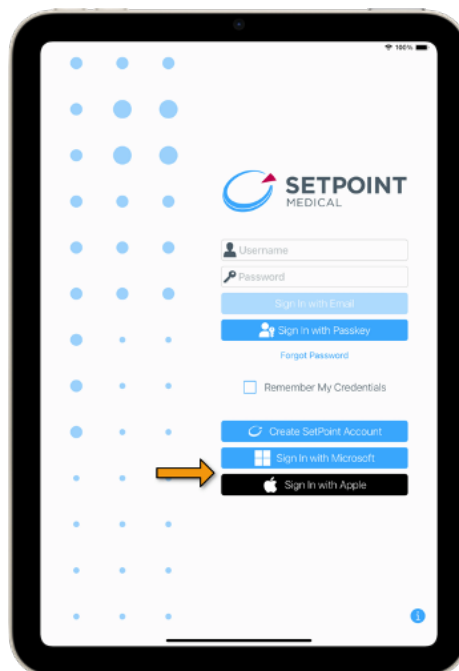 100%
SETPOINT
MEDICAL
Username
Password
Sign In with Email
Sign In with Passkey
Forgot Password
Remember My Credentials
Create SetPoint Account
Sign In with Microsoft
Sign In with Apple
i